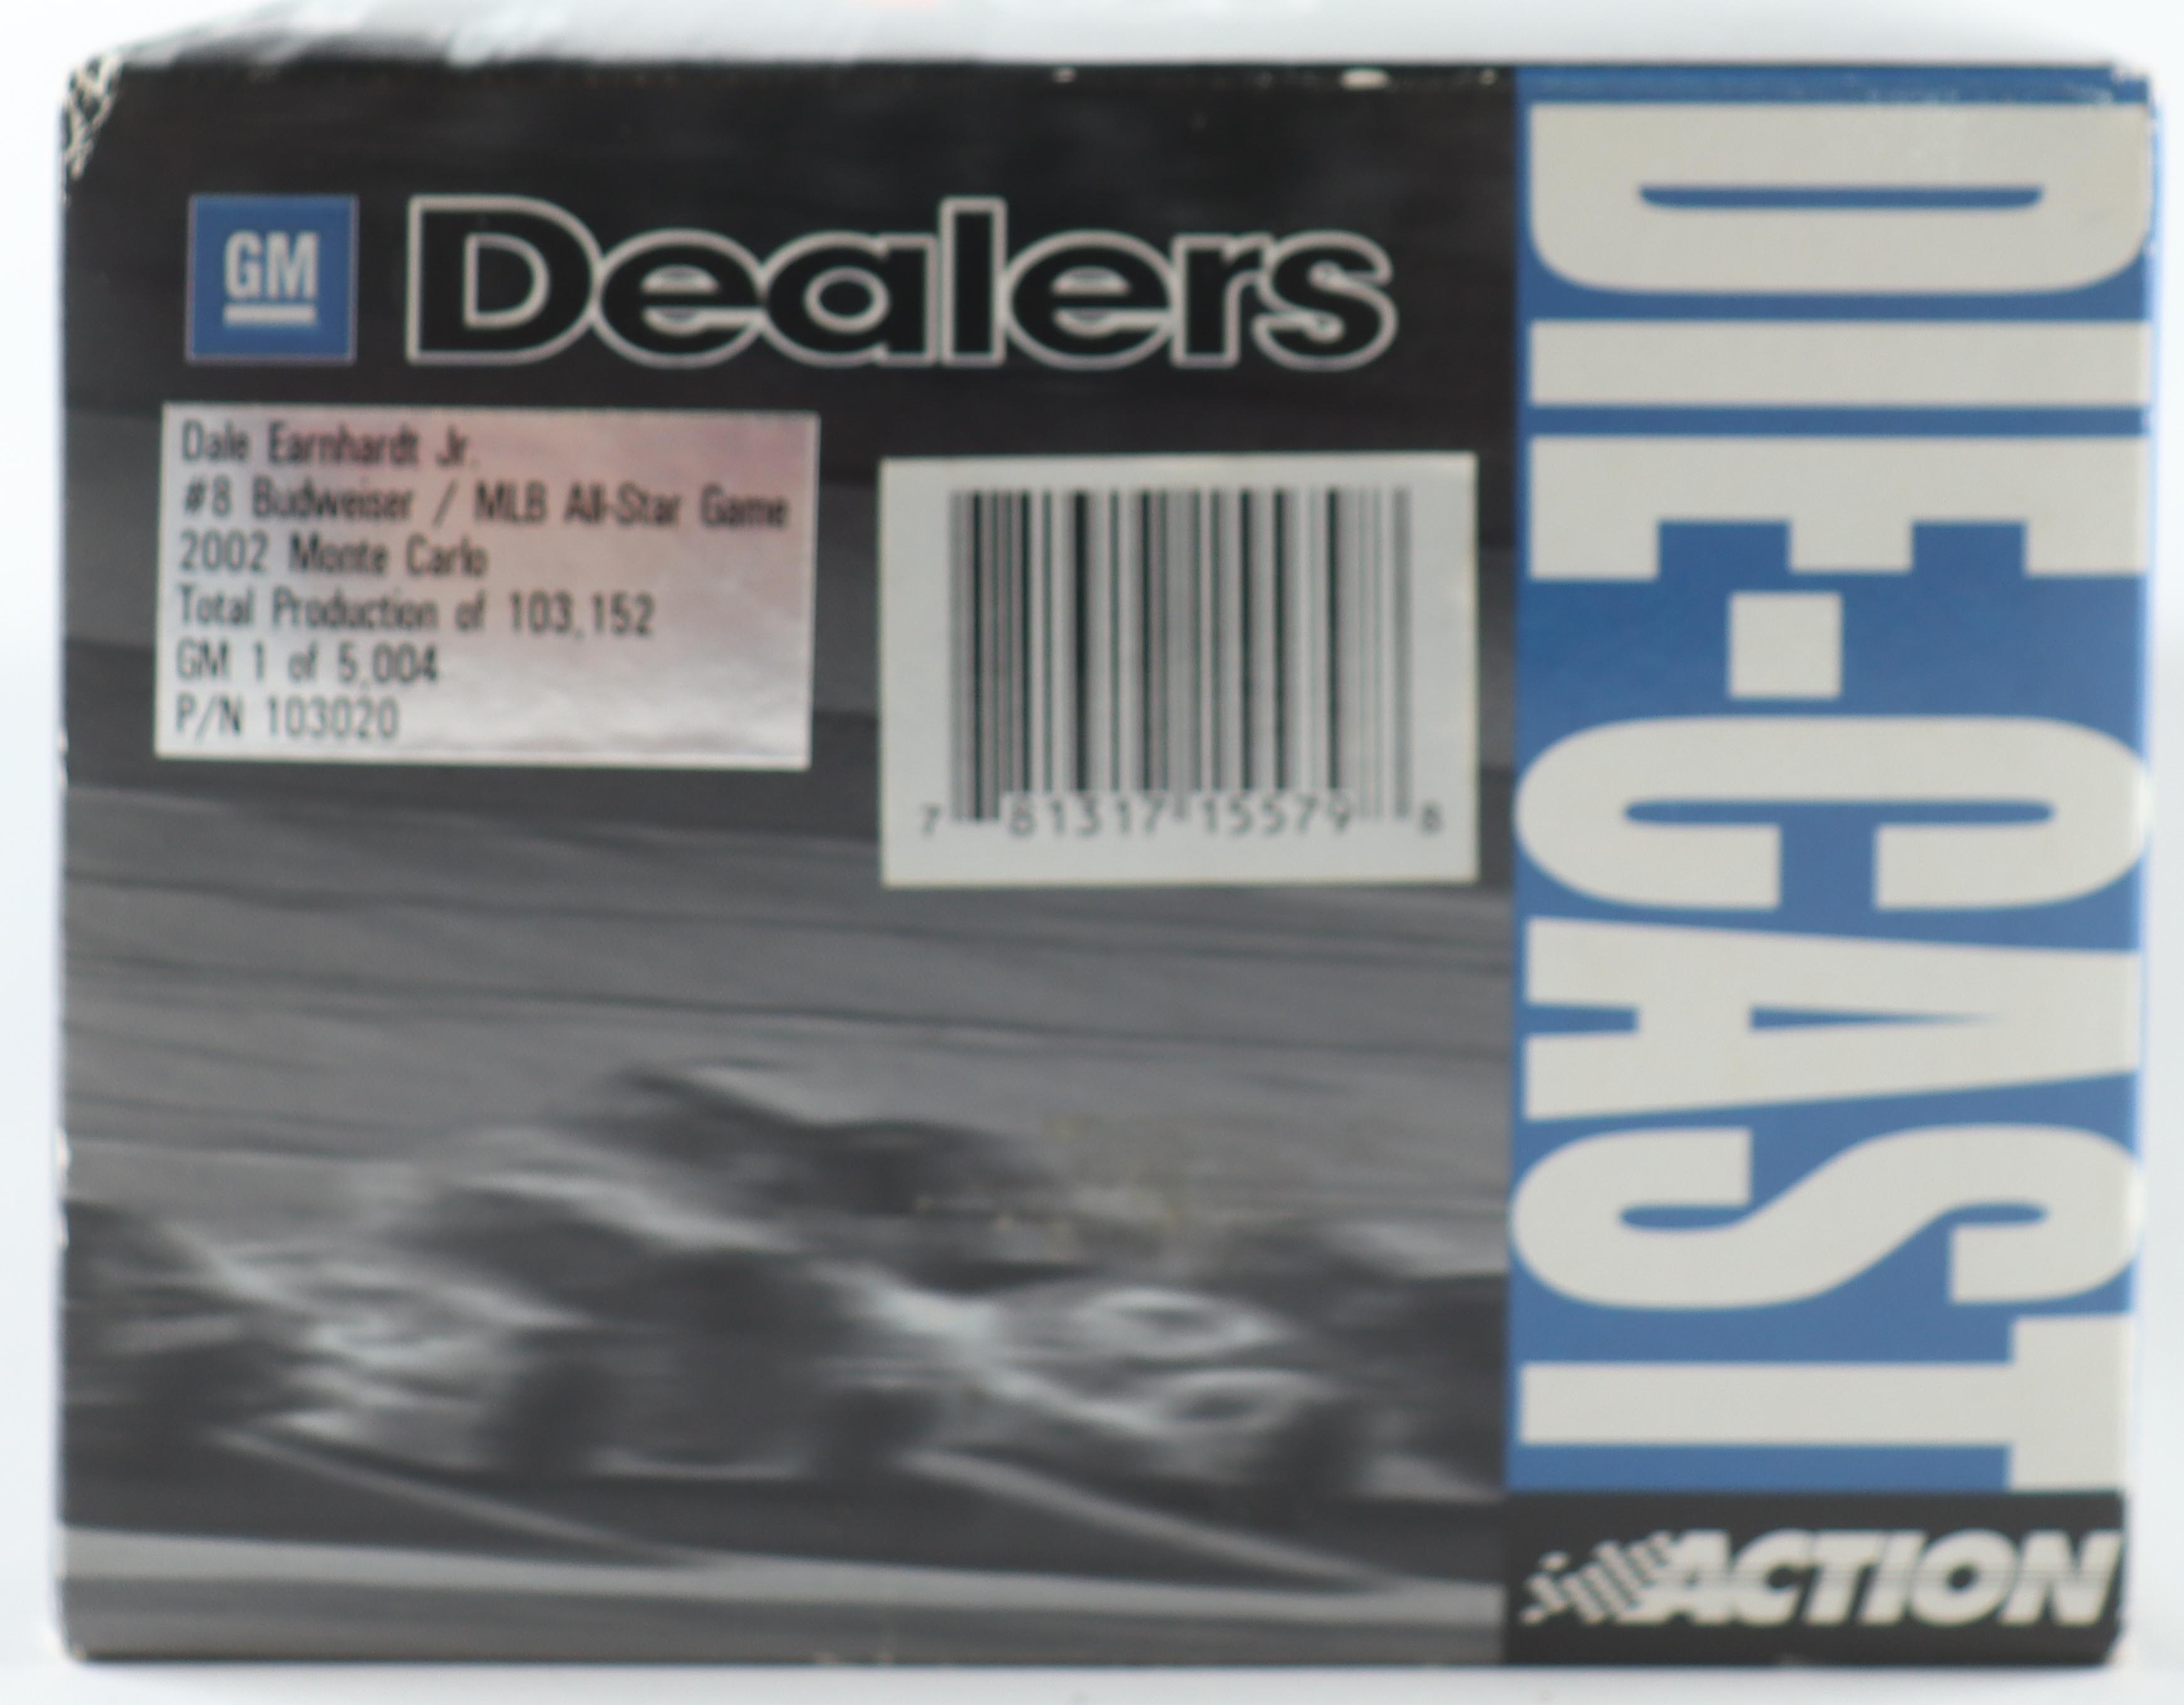 GM Dealers
Dale Earnhardt Jr.
#8 Budweiser / MLB All-Star Game
2002 Monte Carlo
Total Production of 103,152
GM 1 of 5,004
P/N 103020
7 81317 15579 8
DIE-CAST
ACTION